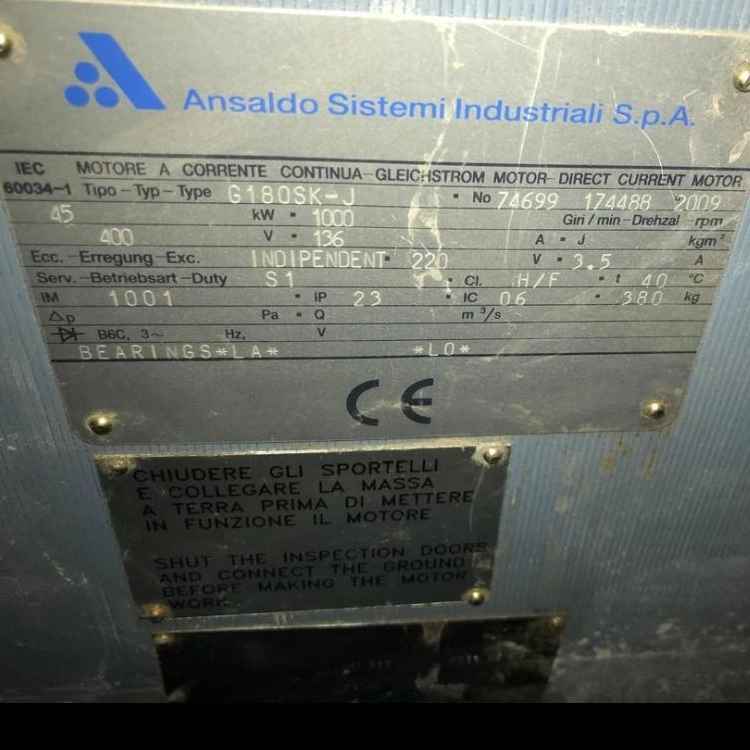 Ansaldo Sistemi Industriali S.p.A.
IEC 60034-1 MOTORE A CORRENTE CONTINUA-GLEICHSTROM MOTOR-DIRECT CURRENT MOTOR
Tipo-Typ-Type G180SK-J No 74699 174488 2009
45 kW 1000 Giri/min-Drehzal-rpm
400 V 136 A J kgm²
Ecc.-Erregung-Exc. INDIPENDENT 220 V 3.5 A
Serv.-Betriebsart-Duty S1 Cl. H/F t 40 °C
IM 1001 IP 23 IC 06 380 kg
Δp Pa Q m³/s
B6C, 3~ Hz, V
BEARINGS*LA* *LO*
CE
CHIUDERE GLI SPORTELLI
E COLLEGARE LA MASSA
A TERRA PRIMA DI METTERE
IN FUNZIONE IL MOTORE
SHUT THE INSPECTION DOORS
AND CONNECT THE GROUND
BEFORE MAKING THE MOTOR
WORK